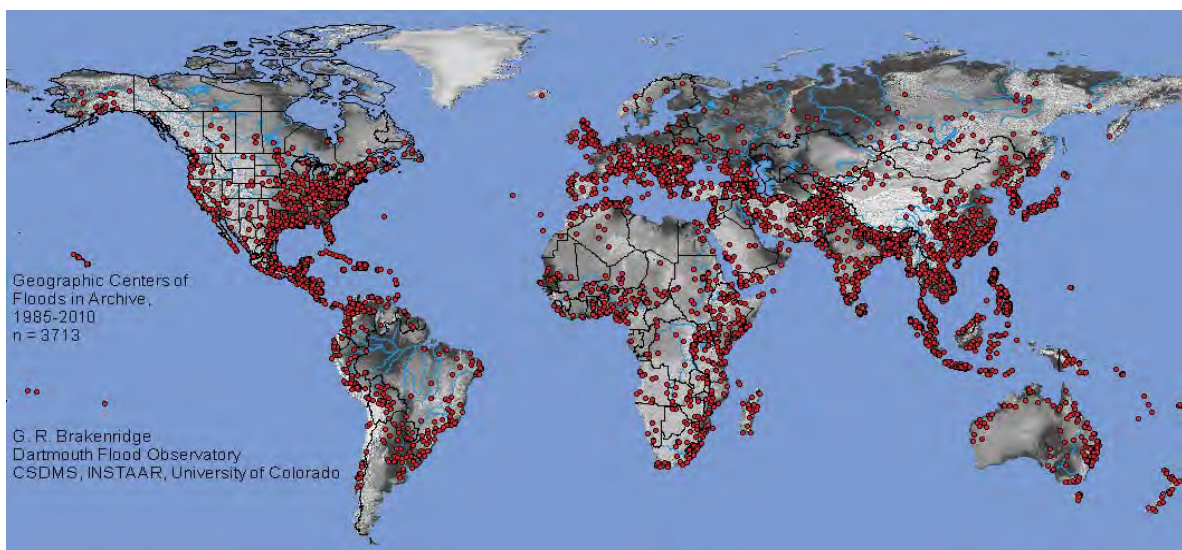 Geographic Centers of
Floods in Archive,
1985-2010
n = 3713
G. R. Brakenridge
Dartmouth Flood Observatory
CSDMS, INSTAAR, University of Colorado